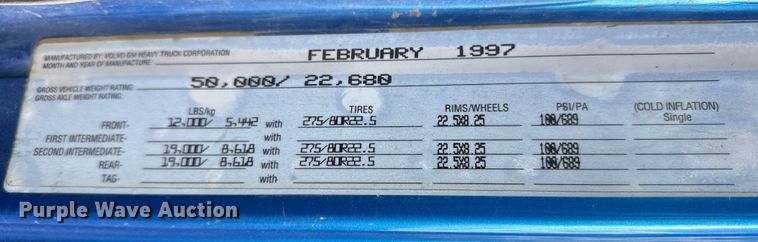 MANUFACTURED BY: VOLVO GM HEAVY TRUCK CORPORATION
MONTH AND YEAR OF MANUFACTURE FEBRUARY 1997
GROSS VEHICLE WEIGHT RATING: 50,000/ 22,680
GROSS AXLE WEIGHT RATING:
LBS/kg TIRES RIMS/WHEELS PSI/PA (COLD INFLATION)
FRONT- 12,000/ 5,442 with 275/80R22.5 22.5X8.25 100/689 Single
FIRST INTERMEDIATE- with
SECOND INTERMEDIATE- 19,000/ 8,618 with 275/80R22.5 22.5X8.25 100/689
REAR- 19,000/ 8,618 with 275/80R22.5 22.5X8.25 100/689
TAG- with
Purple Wave Auction